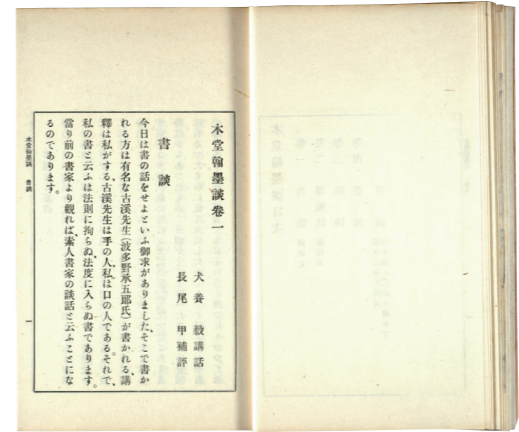 木堂翰墨談卷一
犬養毅講話
長尾甲補評
書談
今日は書の話をせよといふ御求がありました、そこで書か
れる方は有名な古溪先生(波多野承五郎氏)が書かれる、講
釋は私がする、古溪先生は手の人、私は口の人であるそれで、
私の書と云ふは法則に拘らぬ、法度に入らぬ書であります。
當り前の書家より觀れば、素人書家の談話と云ふことにな
るのであります。
木堂翰墨談 書談
一